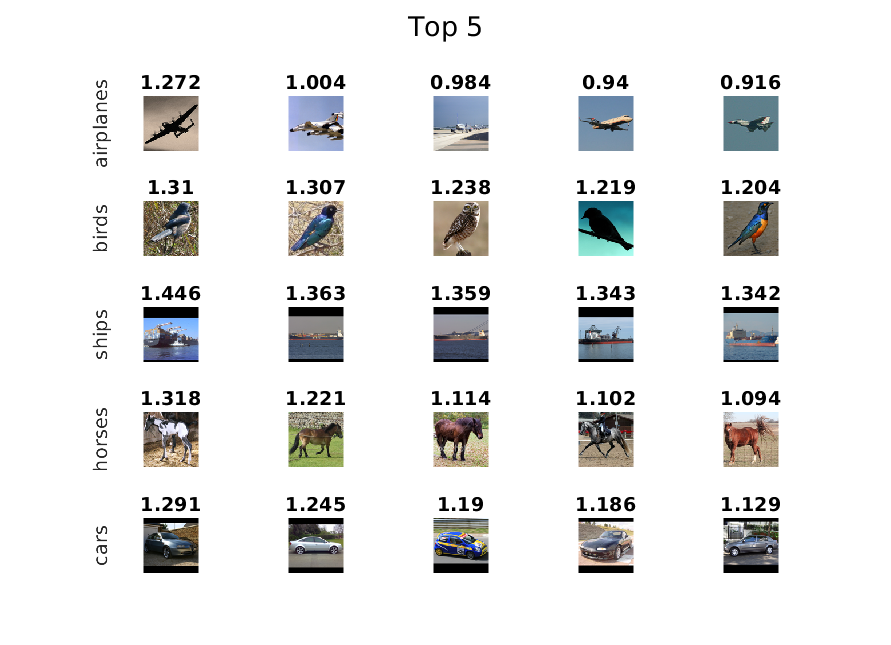 Top 5
airplanes
1.272 1.004 0.984 0.94 0.916
birds
1.31 1.307 1.238 1.219 1.204
ships
1.446 1.363 1.359 1.343 1.342
horses
1.318 1.221 1.114 1.102 1.094
cars
1.291 1.245 1.19 1.186 1.129